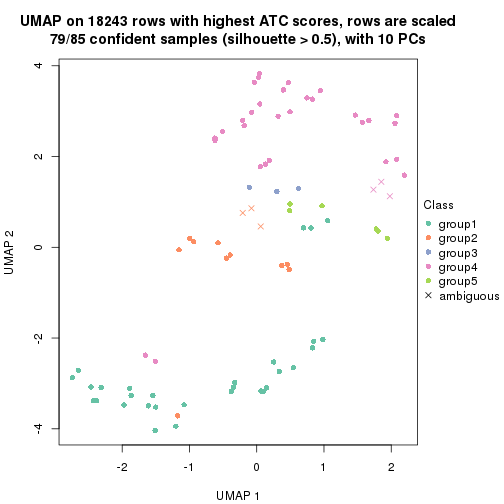 UMAP on 18243 rows with highest ATC scores, rows are scaled
79/85 confident samples (silhouette > 0.5), with 10 PCs
4
2
0
-2
-4
UMAP 2
-2
-1
0
1
2
UMAP 1
Class
group1
group2
group3
group4
group5
ambiguous